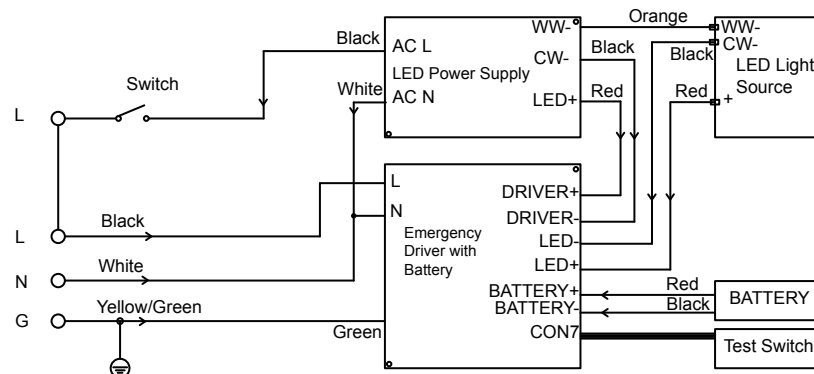 Black
AC L
LED Power Supply
White
AC N
WW-
CW-
LED+
Orange
Black
Red
WW-
CW-
Black
LED Light
Source
Red
+
Switch
L
L
Black
N
White
G
Yellow/Green
Green
L
N
Emergency
Driver with
Battery
DRIVER+
DRIVER-
LED-
LED+
BATTERY+
BATTERY-
CON7
Red
Black
BATTERY
Test Switch